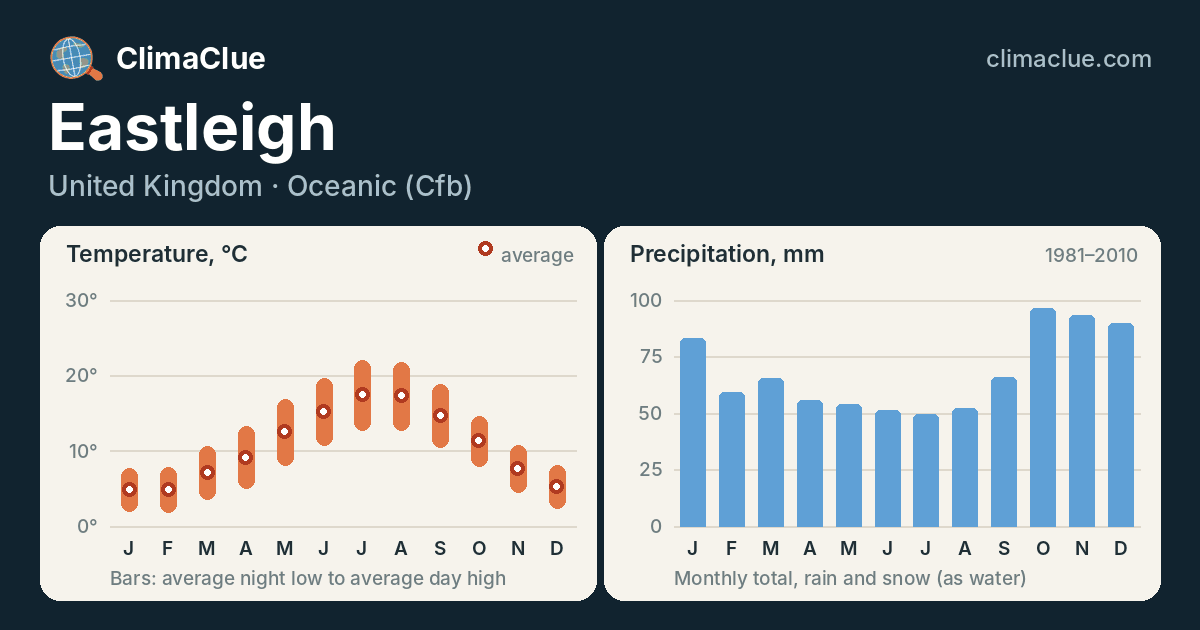 ClimaClue
climaclue.com
Eastleigh
United Kingdom · Oceanic (Cfb)
Temperature, °C
average
30°
20°
10°
0°
J F M A M J J A S O N D
Bars: average night low to average day high
Precipitation, mm
1981–2010
100
75
50
25
0
J F M A M J J A S O N D
Monthly total, rain and snow (as water)